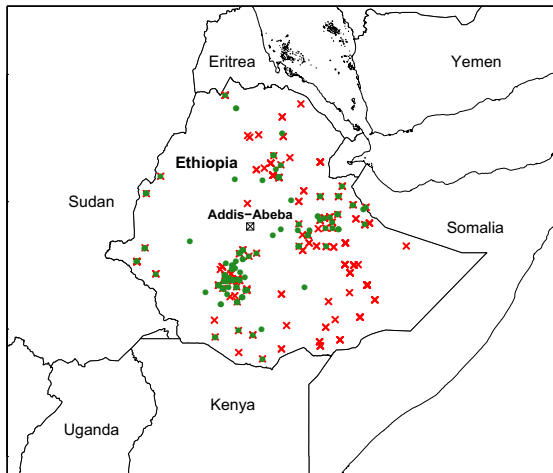 Eritrea
Yemen
Ethiopia
Sudan
Addis−Abeba
Somalia
Kenya
Uganda